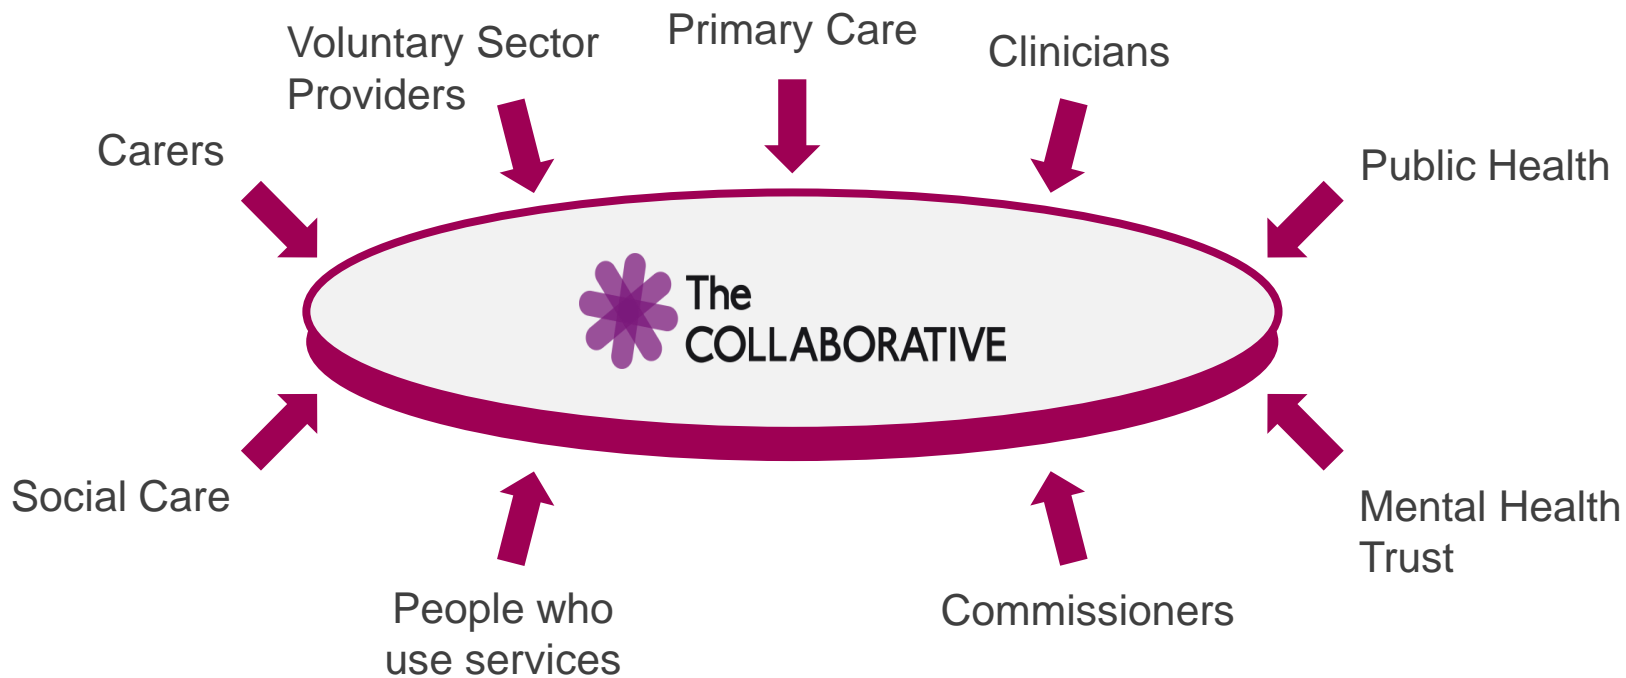 Primary Care
Voluntary Sector
Providers
Clinicians
Carers
Public Health
The
COLLABORATIVE
Social Care
Mental Health
Trust
People who
use services
Commissioners